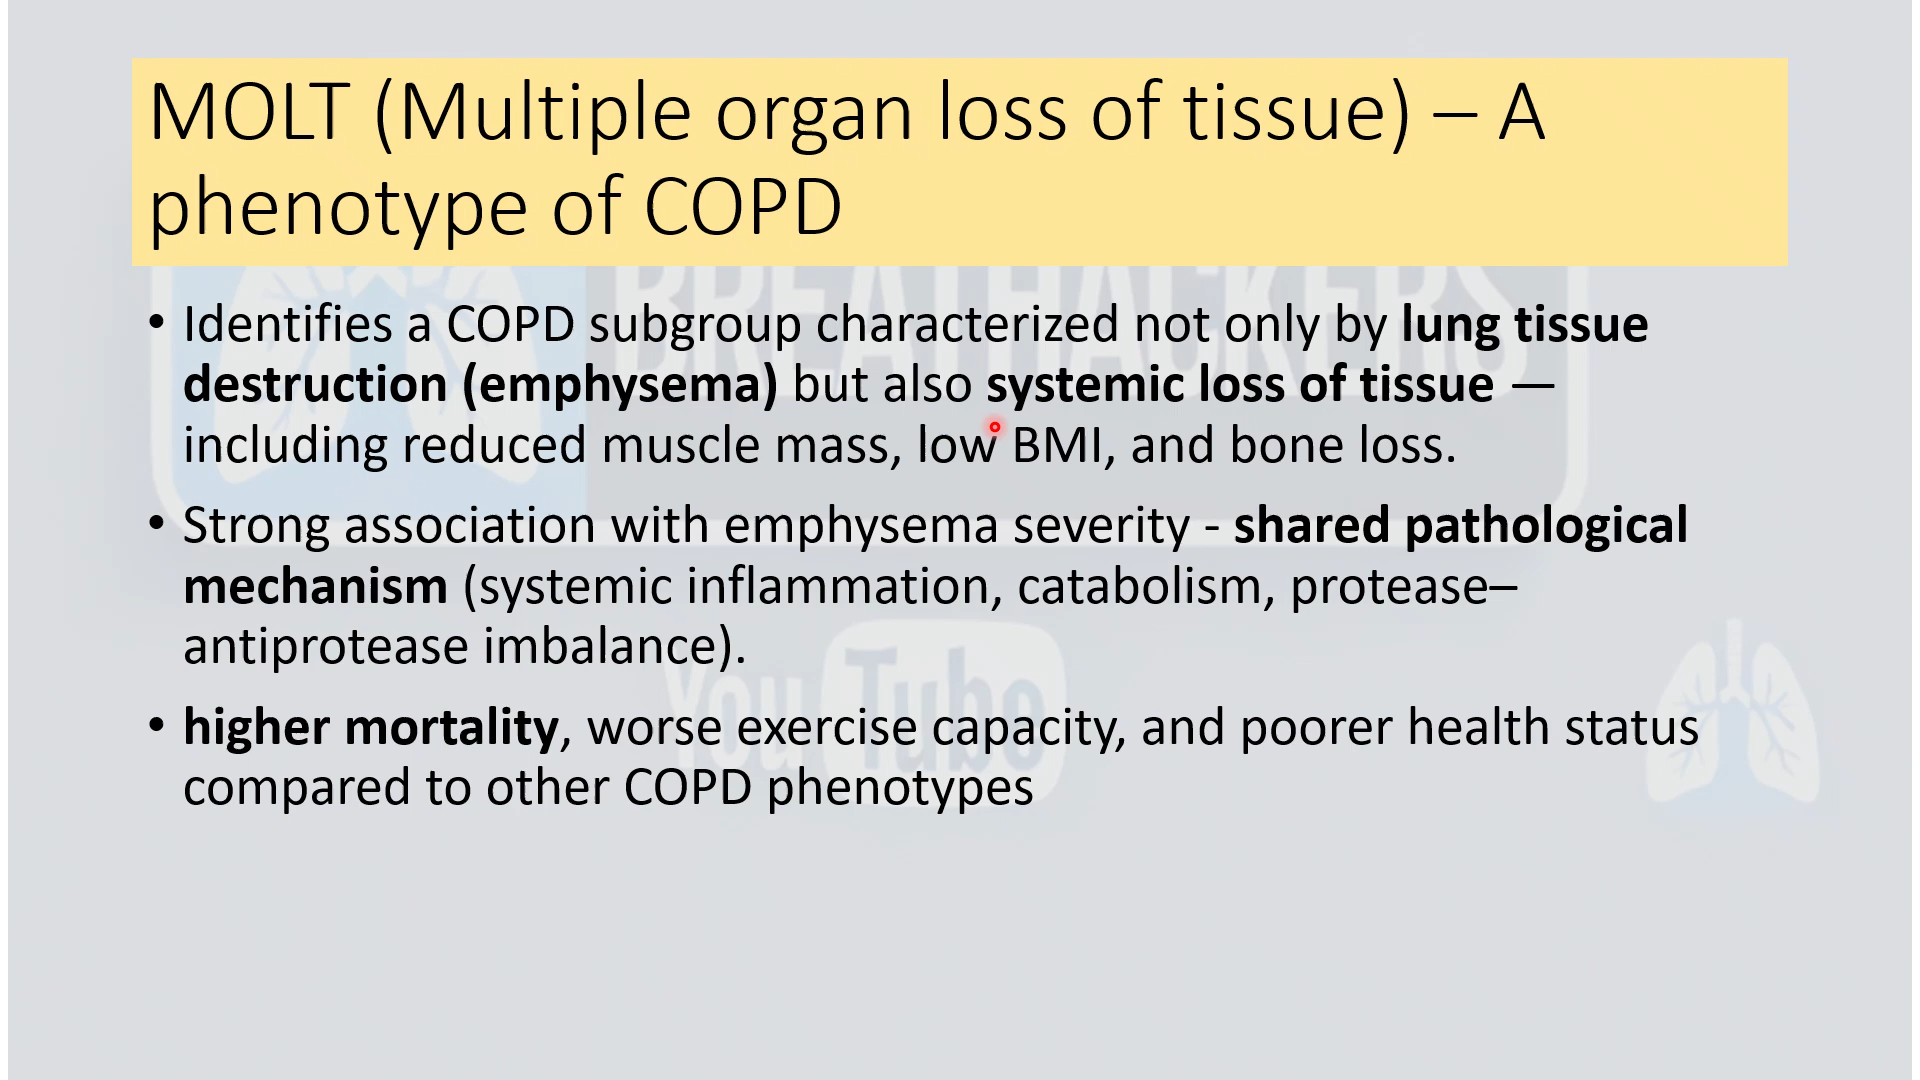 MOLT (Multiple organ loss of tissue) – A
phenotype of COPD
BREATHACKERS
• Identifies a COPD subgroup characterized not only by lung tissue
destruction (emphysema) but also systemic loss of tissue —
including reduced muscle mass, low BMI, and bone loss.
• Strong association with emphysema severity - shared pathological
mechanism (systemic inflammation, catabolism, protease–
antiprotease imbalance).
YouTube
• higher mortality, worse exercise capacity, and poorer health status
compared to other COPD phenotypes